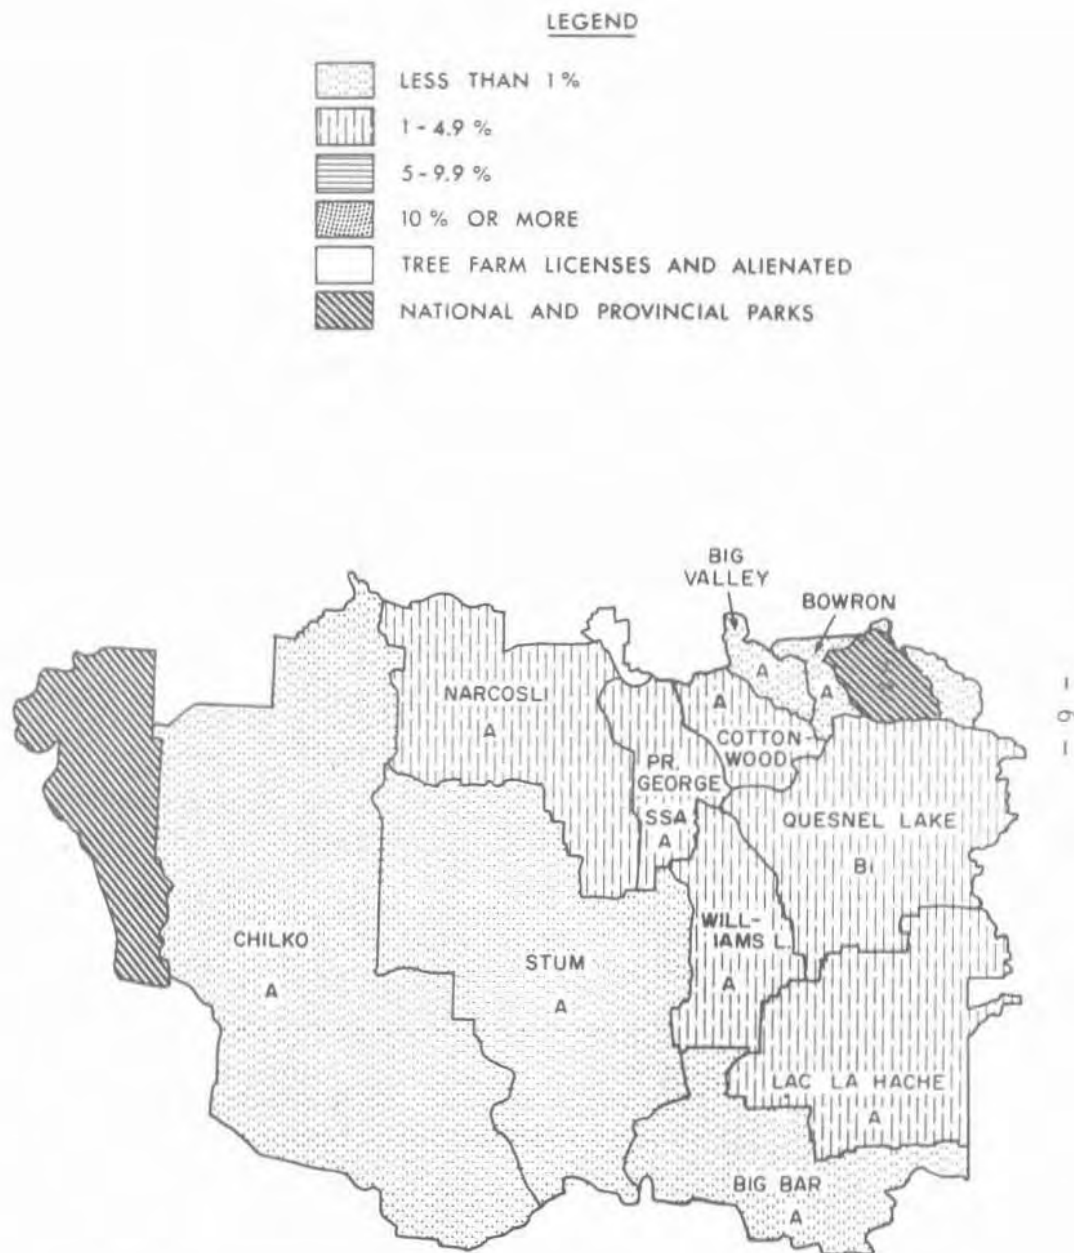 LEGEND
LESS THAN 1%
1 - 4.9 %
5 - 9.9 %
10 % OR MORE
TREE FARM LICENSES AND ALIENATED
NATIONAL AND PROVINCIAL PARKS
BIG
VALLEY
BOWRON
A
A
NARCOSLI
A
A
COTTON
WOOD
PR.
GEORGE
SSA
A
QUESNEL LAKE
Bi
CHILKO
A
STUM
A
WILL-
IAMS L.
A
LAC LA HACHE
A
BIG BAR
A
- 9 -